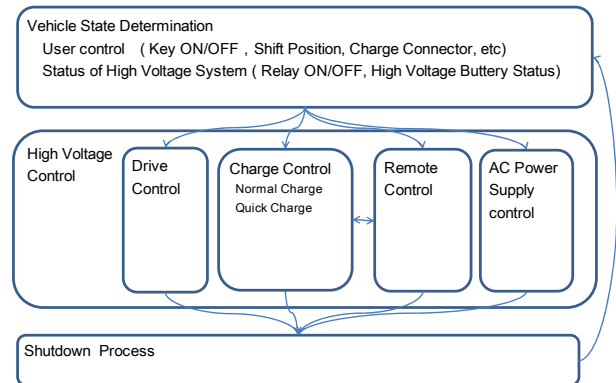 Vehicle State Determination
User control ( Key ON/OFF , Shift Position, Charge Connector, etc)
Status of High Voltage System ( Relay ON/OFF, High Voltage Buttery Status)
High Voltage
Control
Drive
Control
Charge Control
Normal Charge
Quick Charge
Remote
Control
AC Power
Supply
control
Shutdown Process